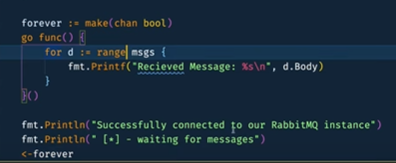 forever := make(chan bool)
go func() {
    for d := range msgs {
        fmt.Printf("Recieved Message: %s\n", d.Body)
    }
}()
fmt.Println("Successfully connected to our RabbitMQ instance")
fmt.Println(" [*] - waiting for messages")
<-forever